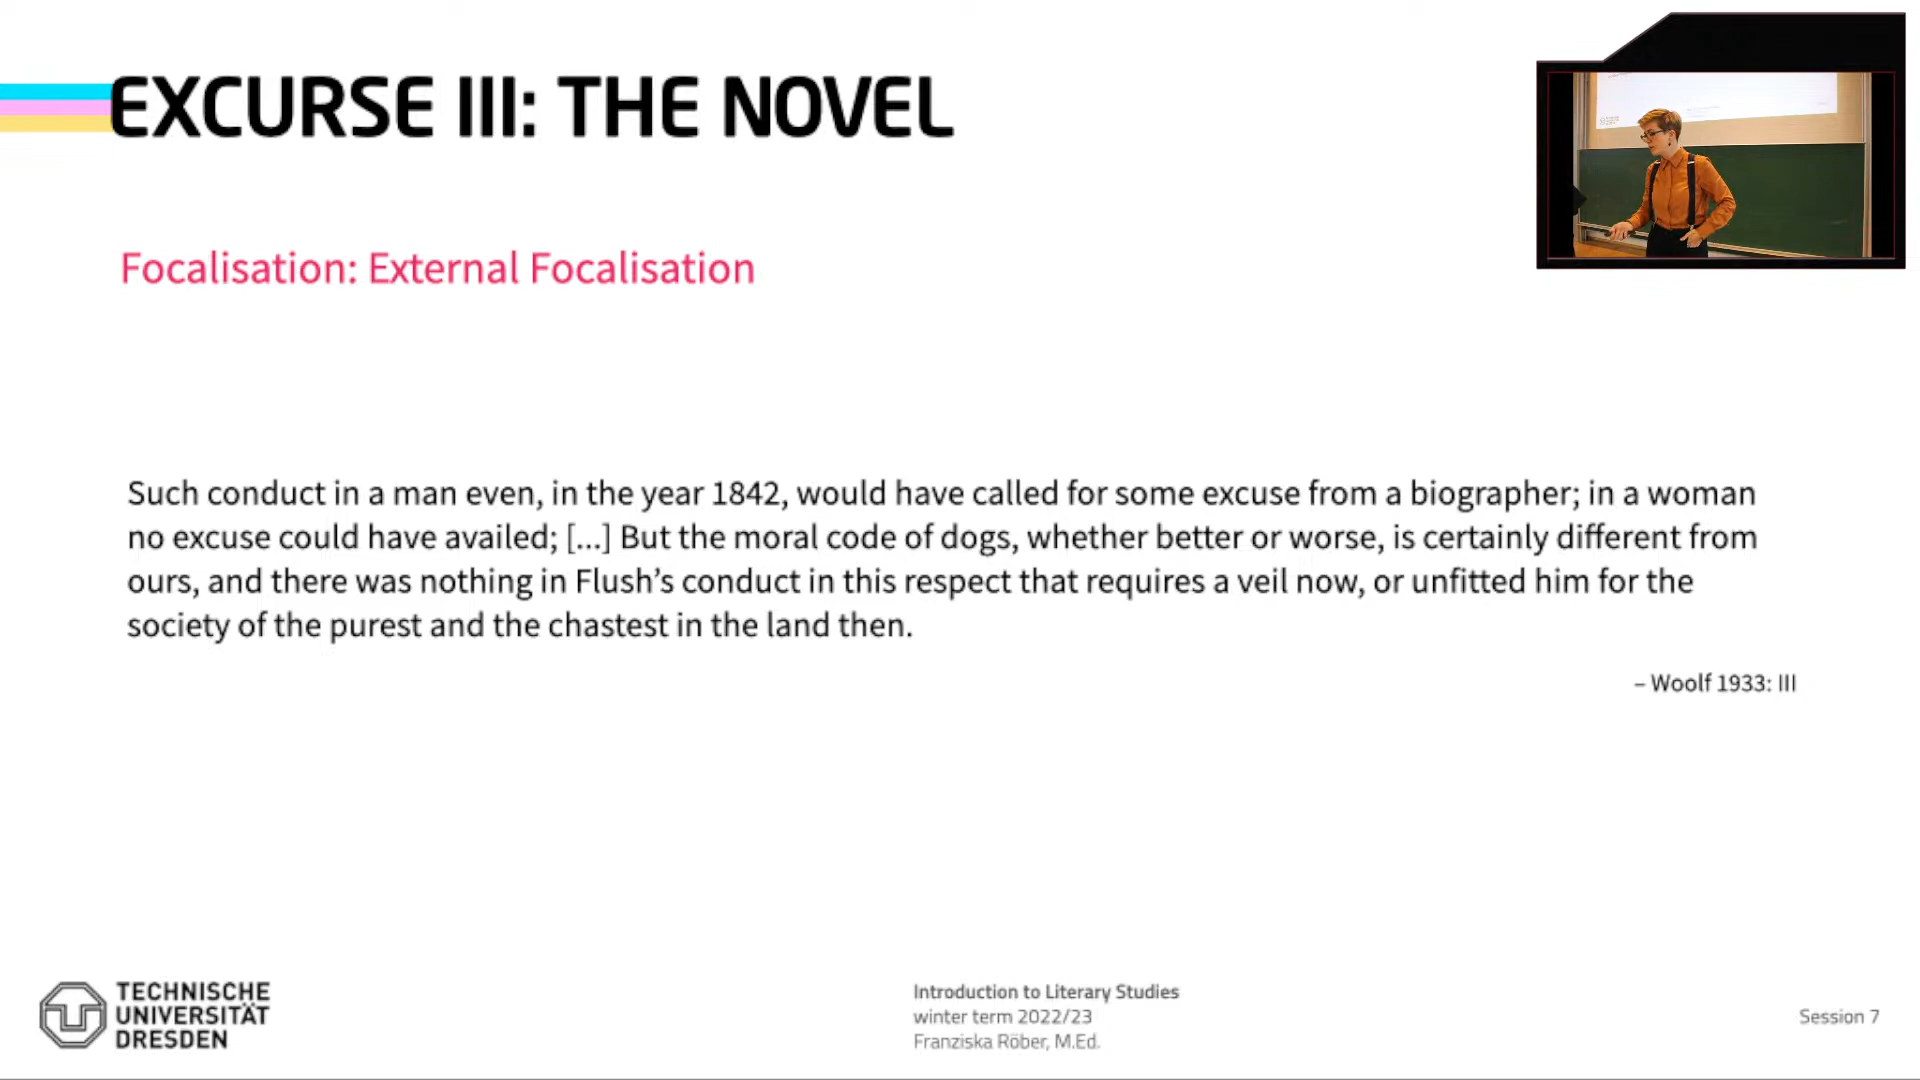 EXCURSE III: THE NOVEL
Focalisation: External Focalisation
Such conduct in a man even, in the year 1842, would have called for some excuse from a biographer; in a woman
no excuse could have availed; [...] But the moral code of dogs, whether better or worse, is certainly different from
ours, and there was nothing in Flush’s conduct in this respect that requires a veil now, or unfitted him for the
society of the purest and the chastest in the land then.
– Woolf 1933: III
TECHNISCHE
UNIVERSITÄT
DRESDEN
Introduction to Literary Studies
winter term 2022/23
Franziska Röber, M.Ed.
Session 7